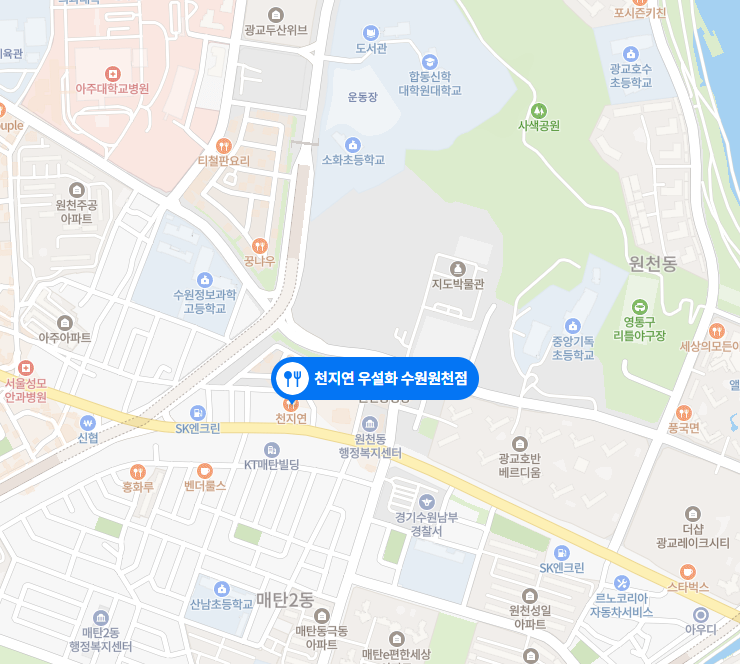 광교두산위브
도서관
합동신학
대학원대학교
포시즌키친
광교호수
초등학교
아주대학교병원
운동장
사색공원
티철판요리
소화초등학교
원천주공
아파트
원천동
꿍냐우
지도박물관
수원정보과학
고등학교
영통구
리틀야구장
아주아파트
중앙기독
초등학교
세상의모든아
서울성모
안과병원
천지연 우설화 수원원천점
천지연
신협
SK엔크린
원천동
행정복지센터
풍국면
KT매탄빌딩
광교호반
베르디움
홍화루
벤더롤스
경기수원남부
경찰서
더샵
광교레이크시티
SK엔크린
스타벅스
르노코리아
자동차서비스
산남초등학교
매탄2동
원천성일
아파트
아우디
매탄2동
행정복지센터
매탄동극동
아파트
매탄e편한세상